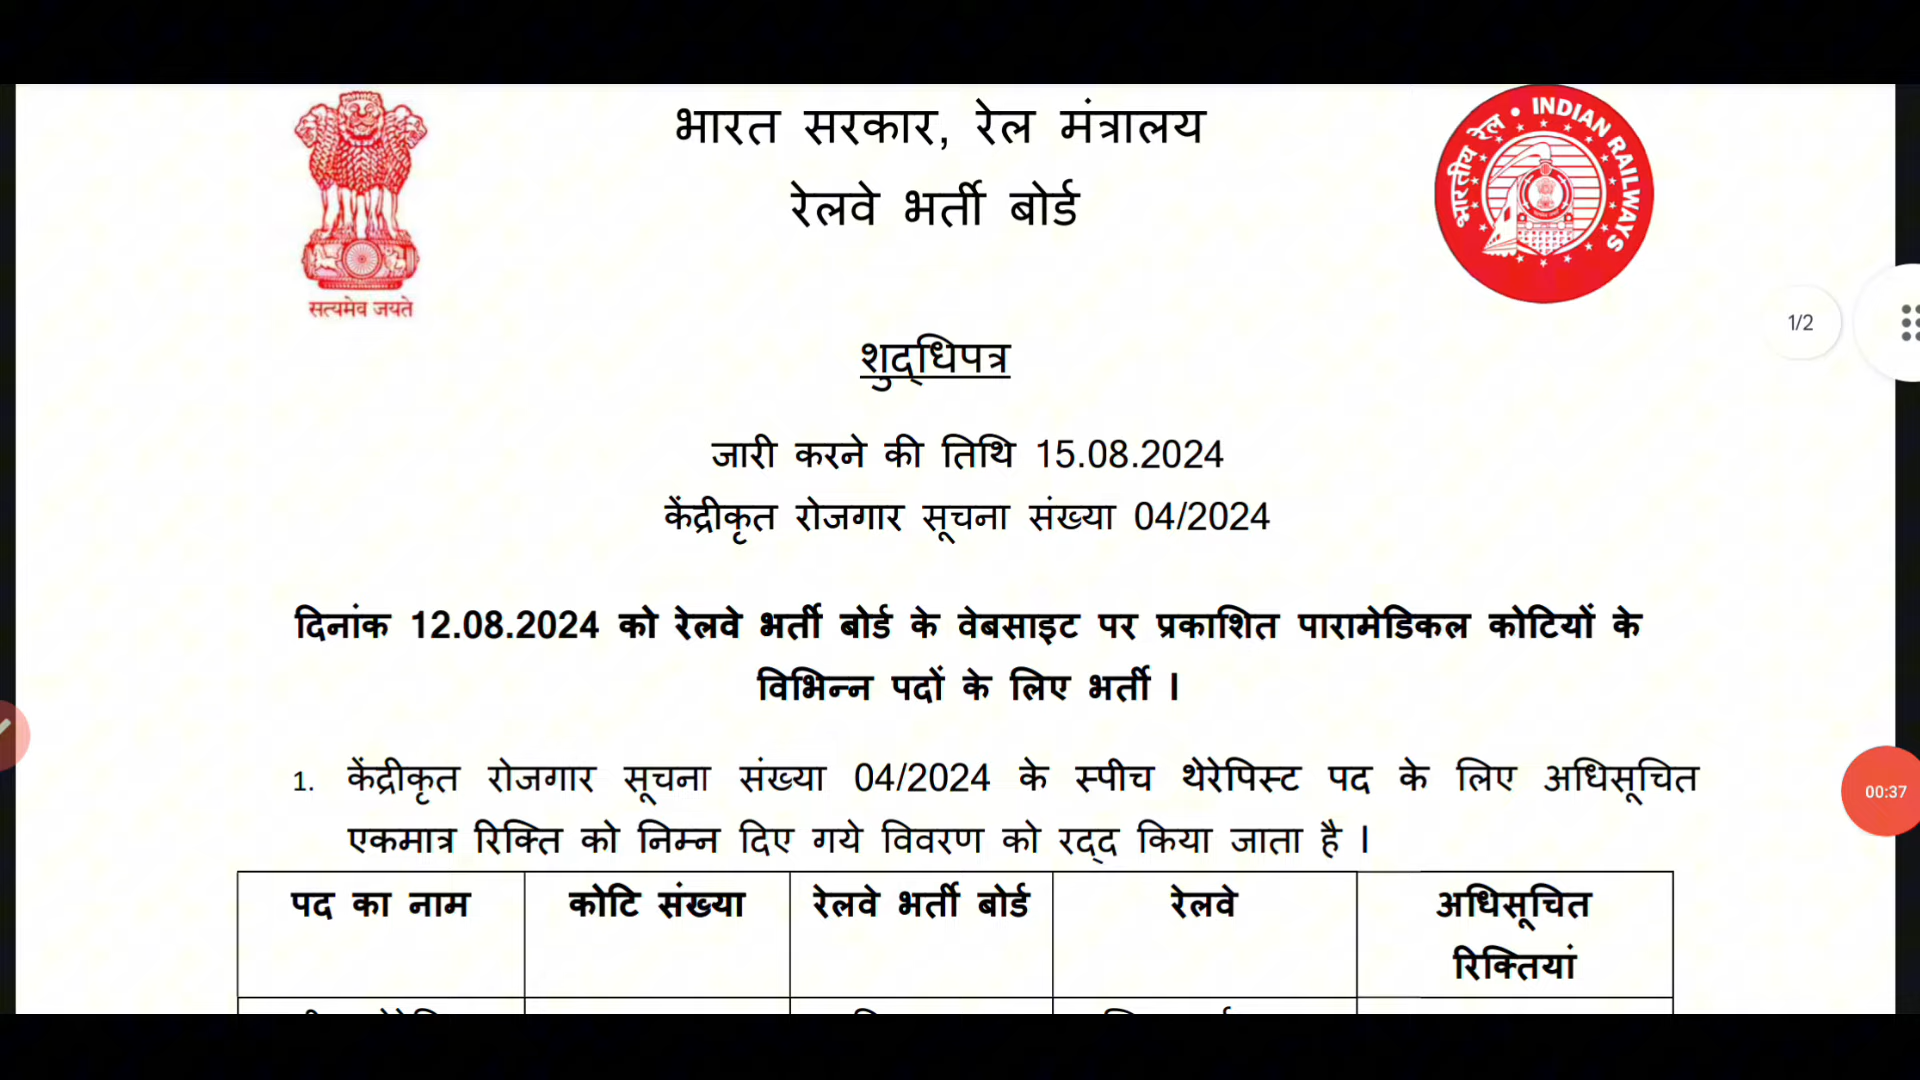 भारत सरकार, रेल मंत्रालय
रेलवे भर्ती बोर्ड
सत्यमेव जयते
भारतीय रेल • INDIAN RAILWAYS
1/2
शुद्धिपत्र
जारी करने की तिथि 15.08.2024
केंद्रीकृत रोजगार सूचना संख्या 04/2024
दिनांक 12.08.2024 को रेलवे भर्ती बोर्ड के वेबसाइट पर प्रकाशित पारामेडिकल कोटियों के
विभिन्न पदों के लिए भर्ती ।
1. केंद्रीकृत रोजगार सूचना संख्या 04/2024 के स्पीच थेरेपिस्ट पद के लिए अधिसूचित
एकमात्र रिक्ति को निम्न दिए गये विवरण को रद्द किया जाता है ।
00:37
पद का नाम कोटि संख्या रेलवे भर्ती बोर्ड रेलवे अधिसूचित
रिक्तियां